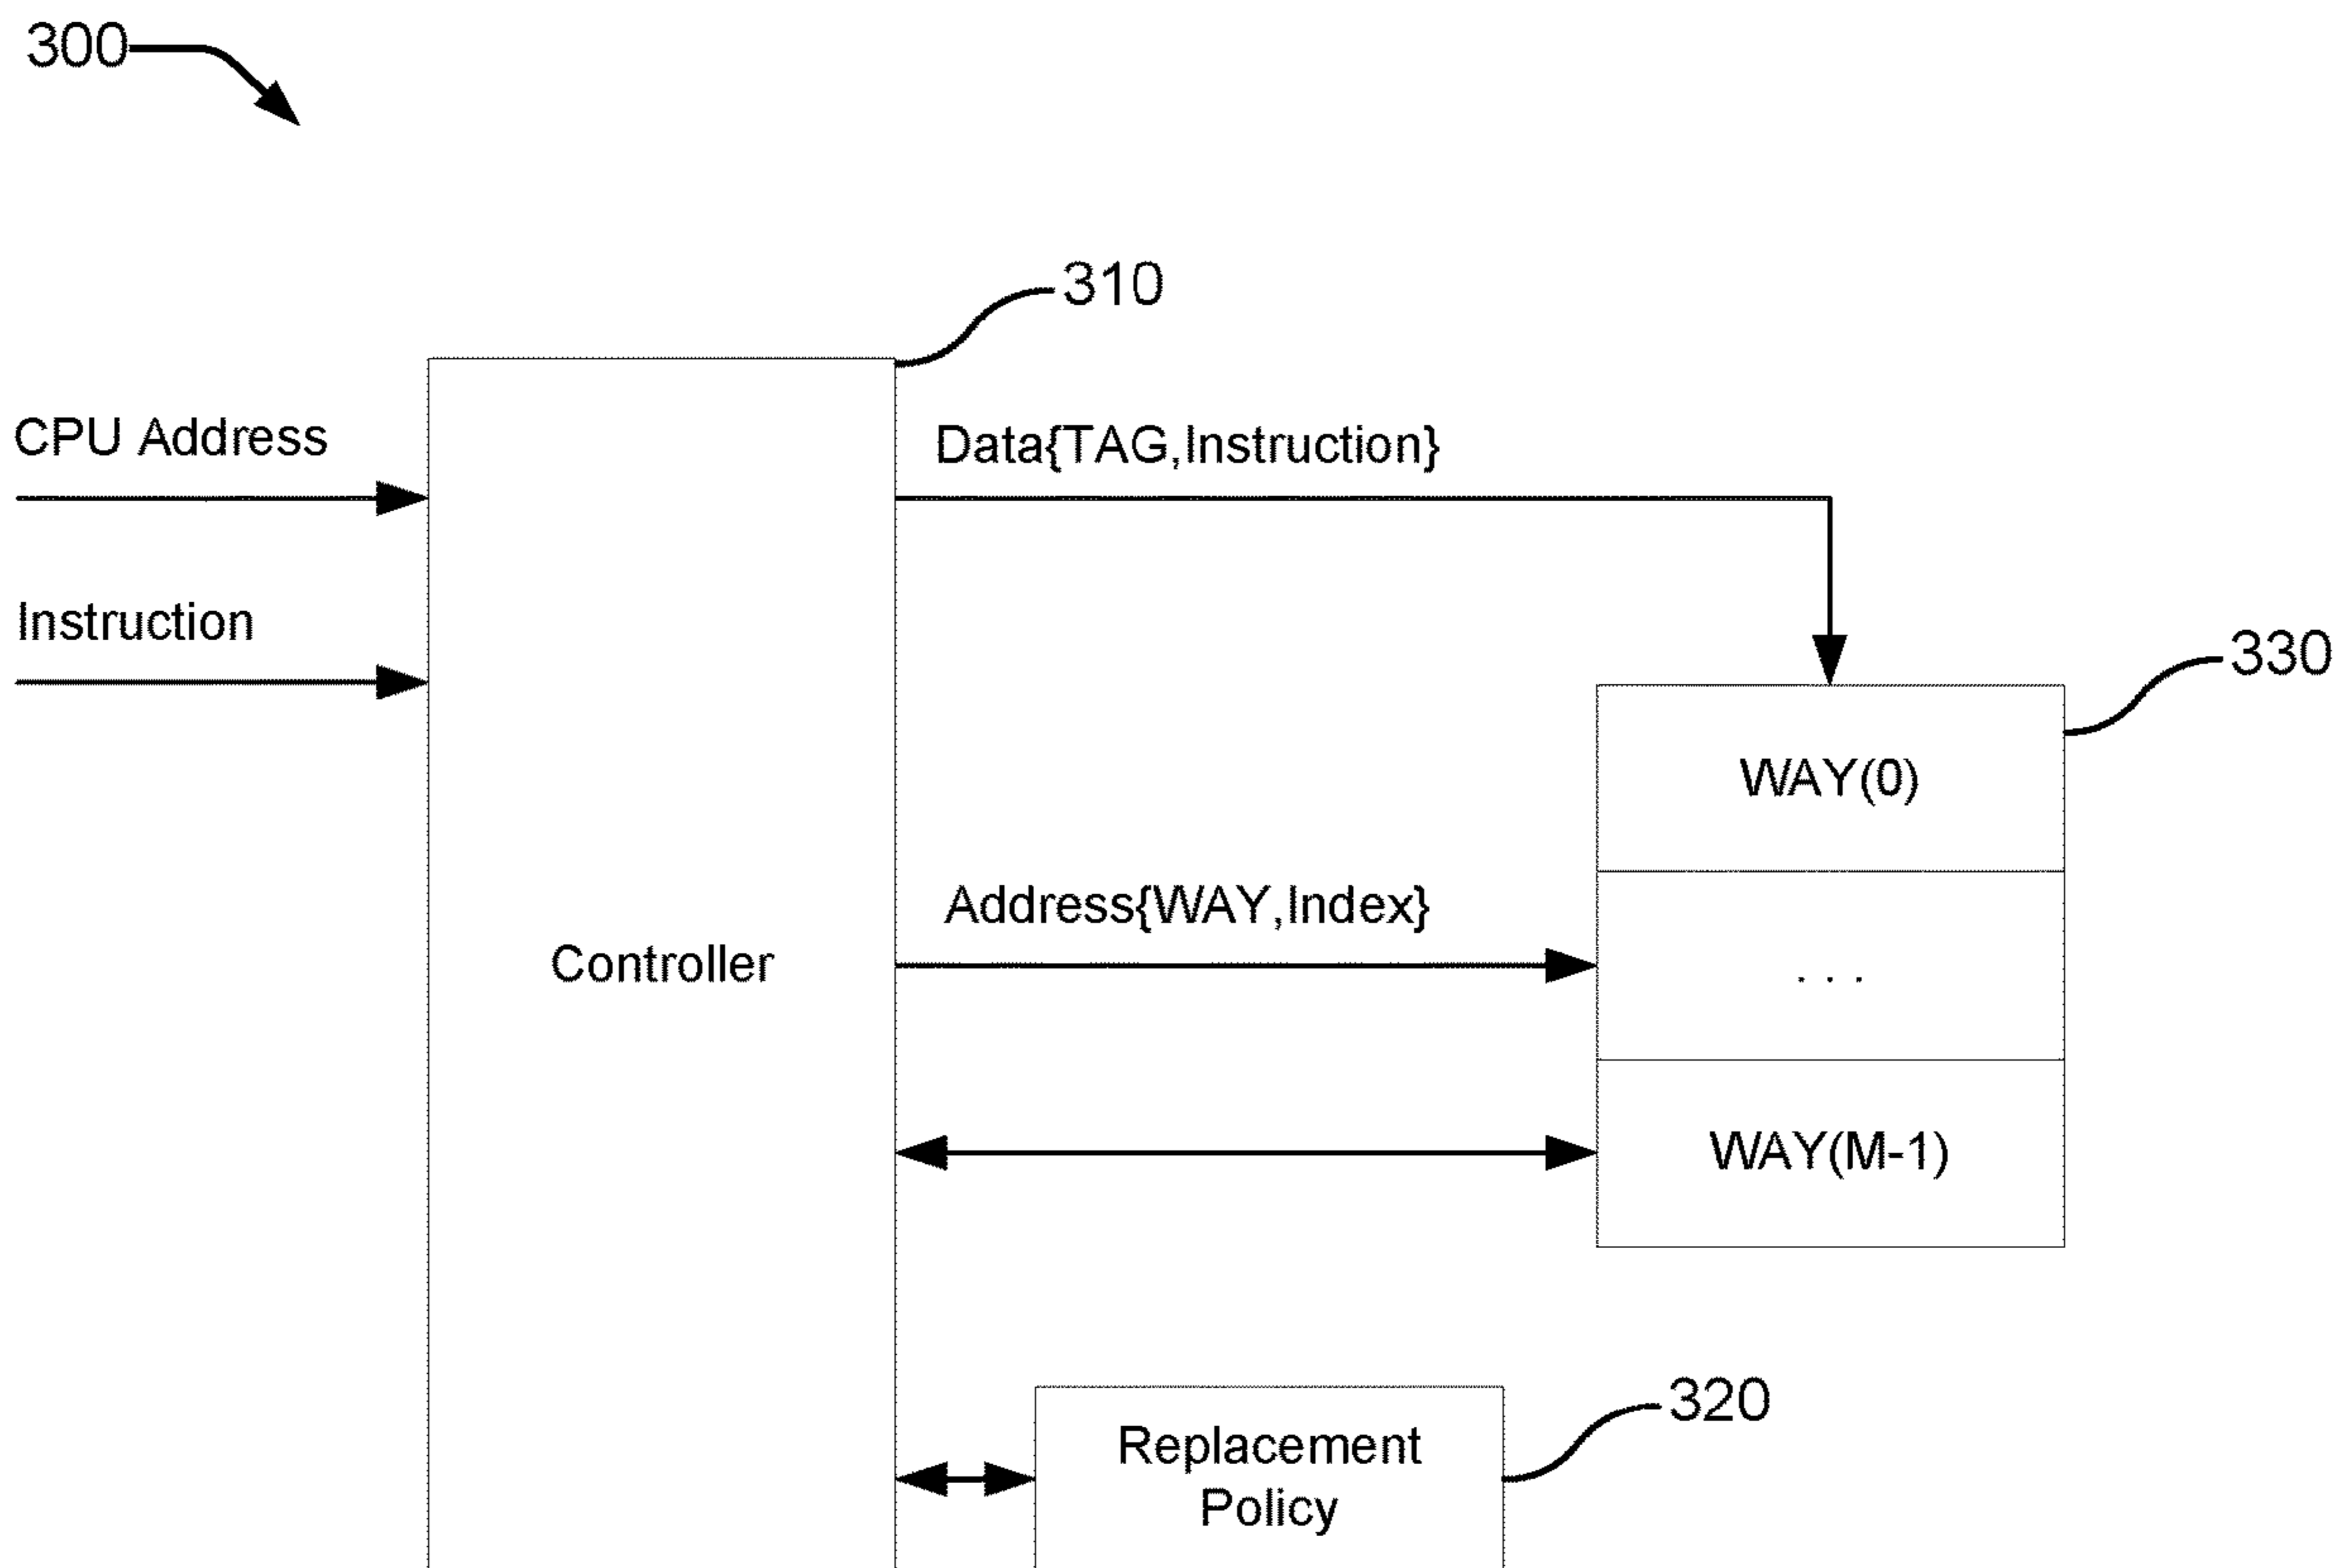 300
310
CPU Address
Data{TAG,Instruction}
Instruction
330
WAY(0)
Address{WAY,Index}
Controller
. . .
WAY(M-1)
320
Replacement
Policy